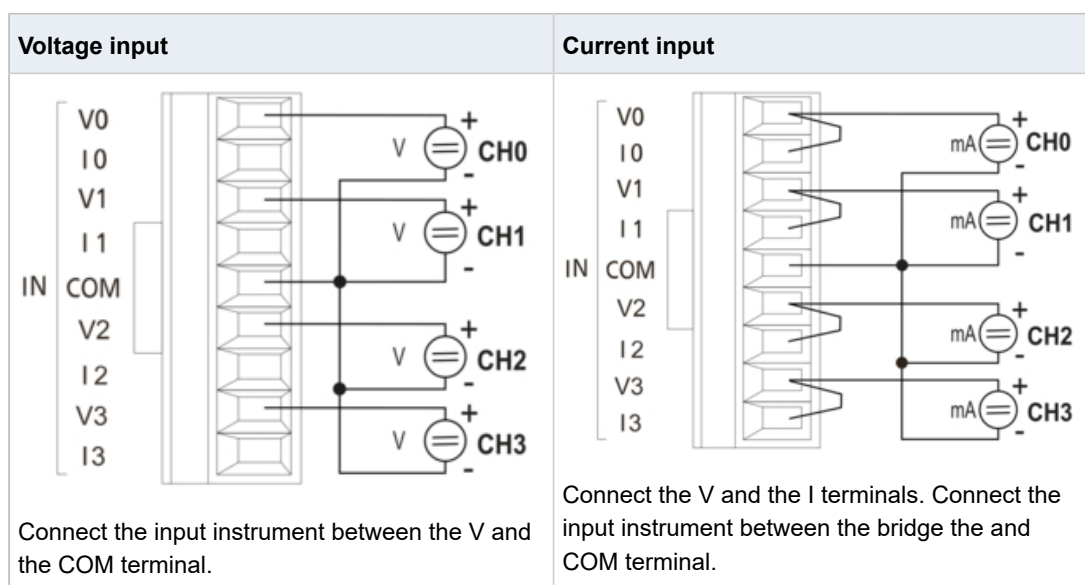 Voltage input
Current input
V0
I0
V1
I1
IN
COM
V2
I2
V3
I3
V
+
-
CH0
V
+
-
CH1
V
+
-
CH2
V
+
-
CH3
Connect the input instrument between the V and
the COM terminal.
V0
I0
V1
I1
IN
COM
V2
I2
V3
I3
mA
+
-
CH0
mA
+
-
CH1
mA
+
-
CH2
mA
+
-
CH3
Connect the V and the I terminals. Connect the
input instrument between the bridge the and
COM terminal.